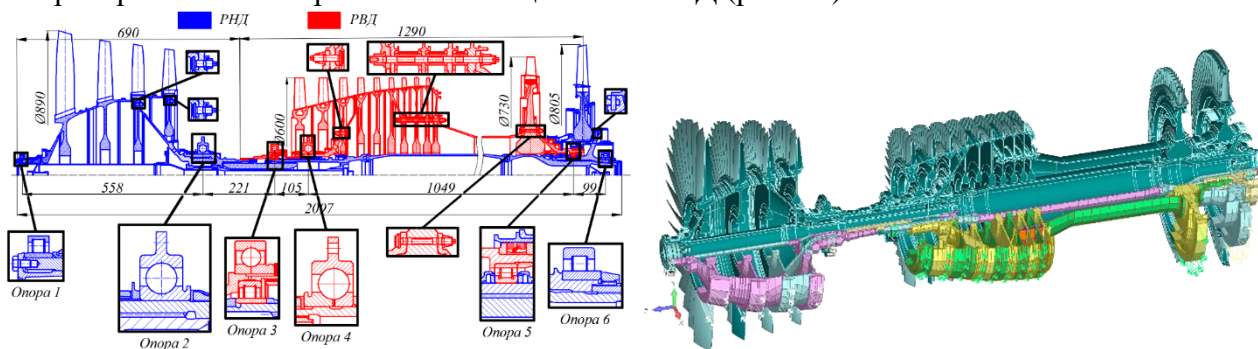 РНД
РВД
690
1290
Ø890
Ø730
Ø805
558
221
105
1049
99
2097
Опора 1
Опора 2
Опора 3
Опора 4
Опора 5
Опора 6